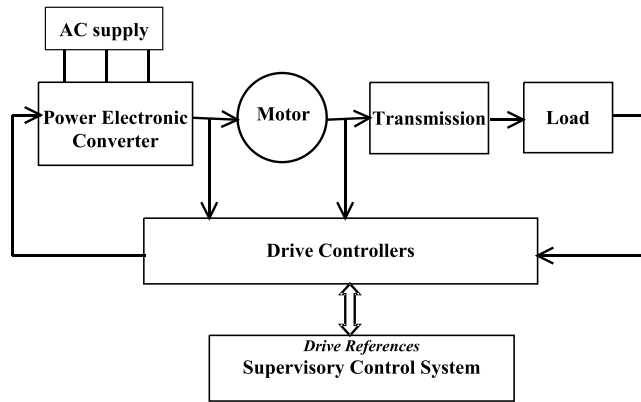 AC supply
Power Electronic
Converter
Motor
Transmission
Load
Drive Controllers
Drive References
Supervisory Control System